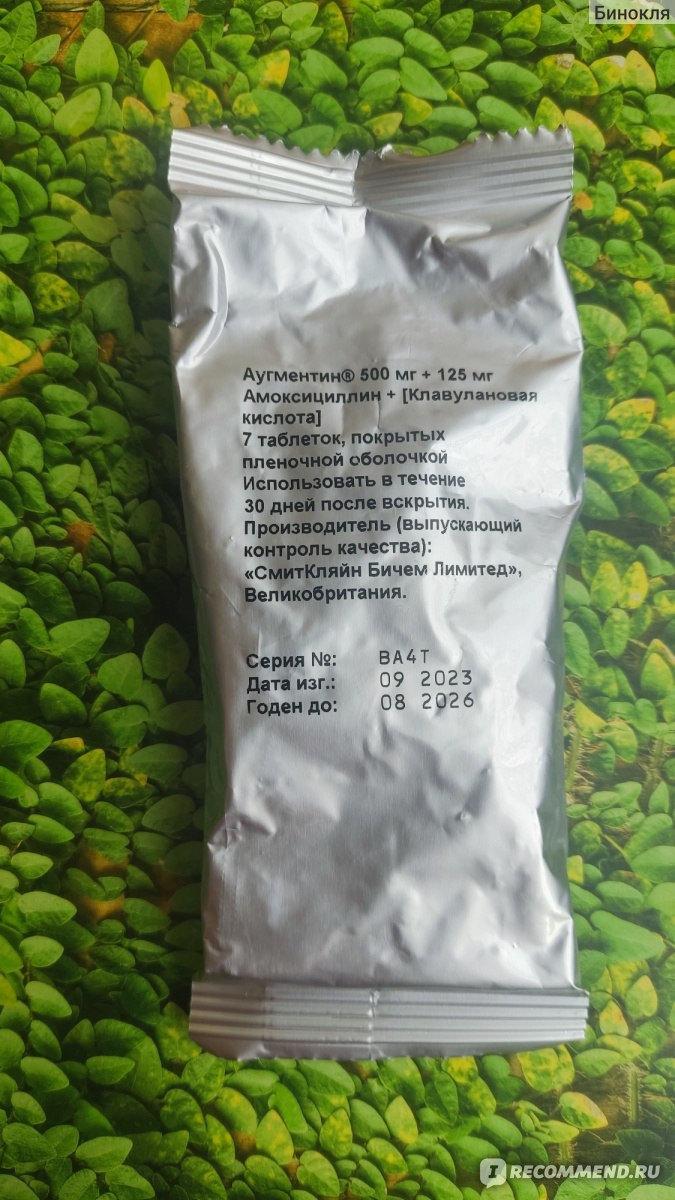 Бинокля
Аугментин® 500 мг + 125 мг
Амоксициллин + [Клавулановая
кислота]
7 таблеток, покрытых
пленочной оболочкой
Использовать в течение
30 дней после вскрытия.
Производитель (выпускающий
контроль качества):
«СмитКляйн Бичем Лимитед»,
Великобритания.
Серия №: BA4T
Дата изг.: 09 2023
Годен до: 08 2026
IRECOMMEND.RU